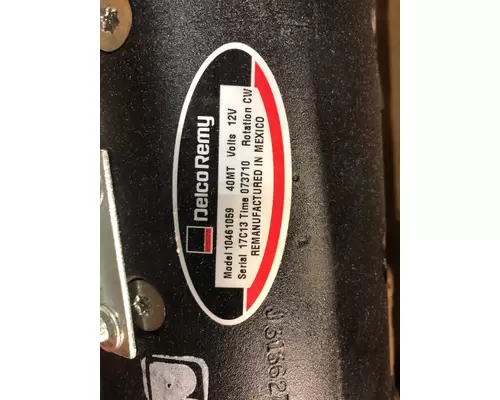 DelcoRemy
Model 10461059 40MT Volts 12V
Serial 17C13 Time 073710 Rotation CW
REMANUFACTURED IN MEXICO